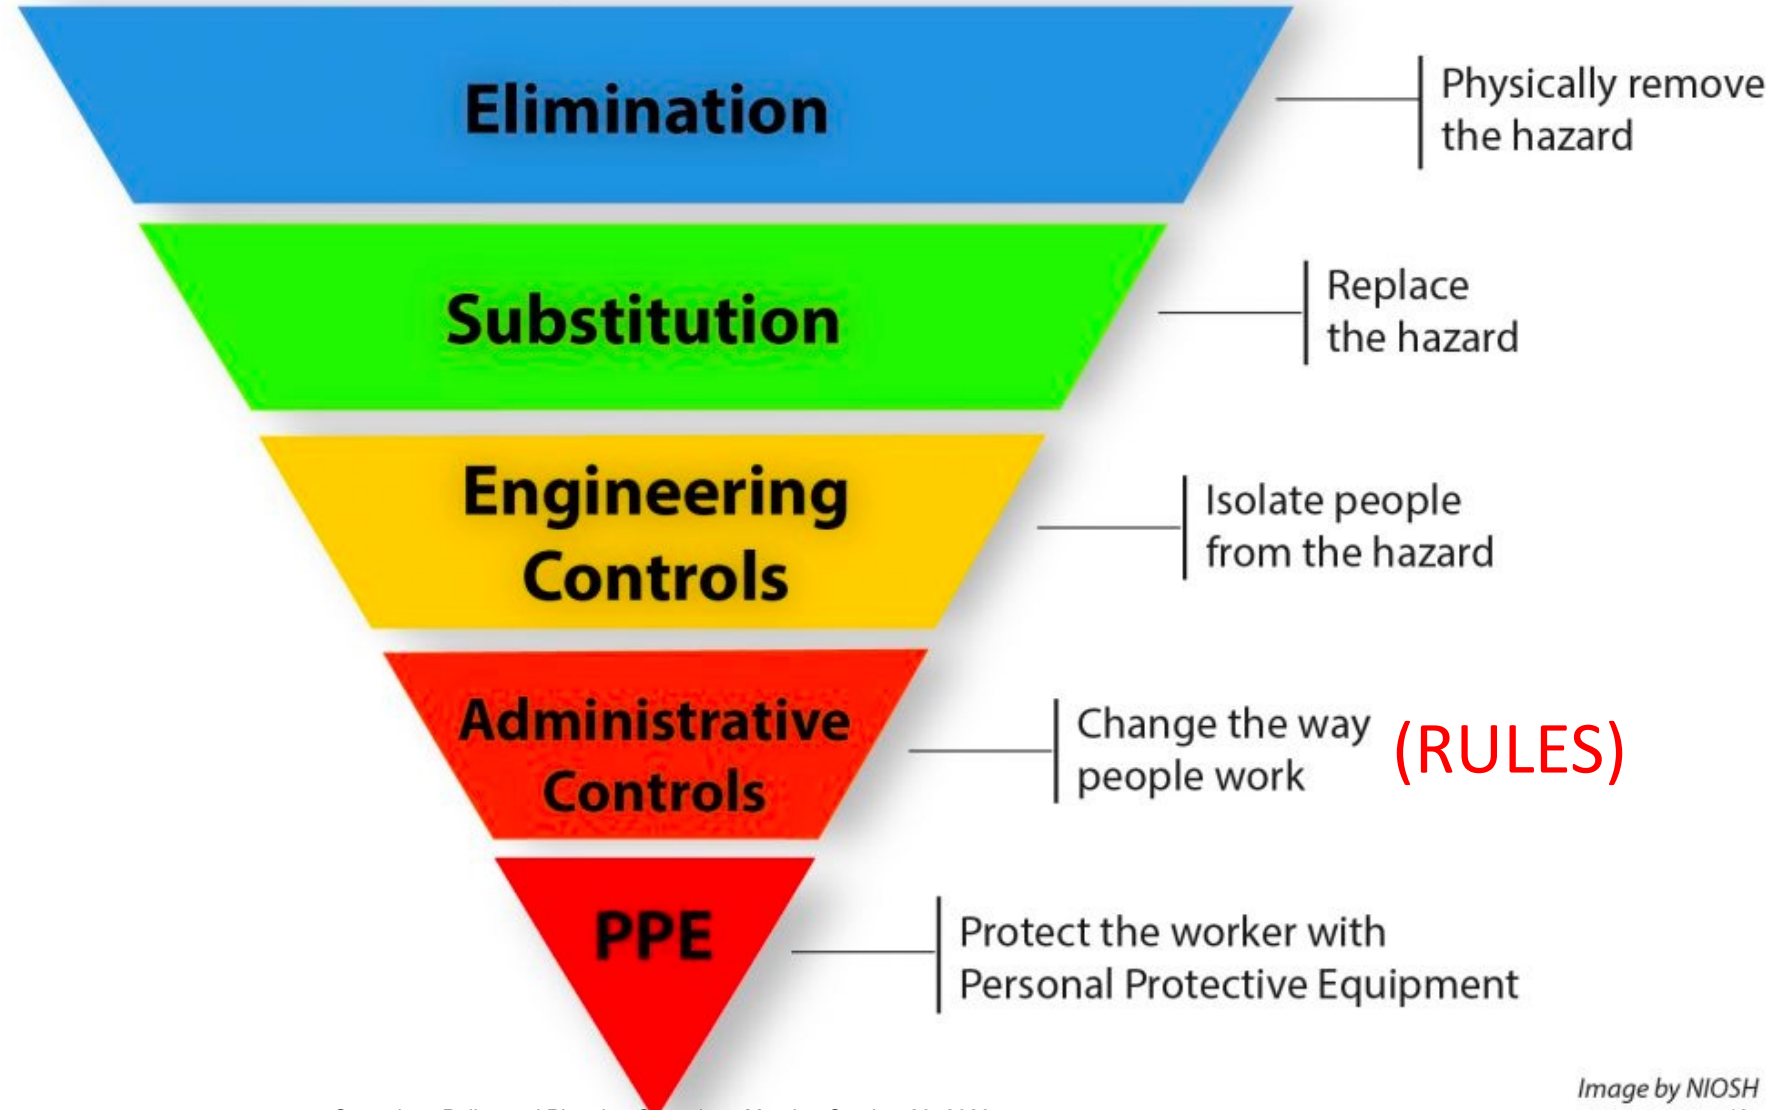 Elimination
Physically remove
the hazard
Substitution
Replace
the hazard
Engineering
Controls
Isolate people
from the hazard
Administrative
Controls
Change the way
people work
(RULES)
PPE
Protect the worker with
Personal Protective Equipment
Image by NIOSH